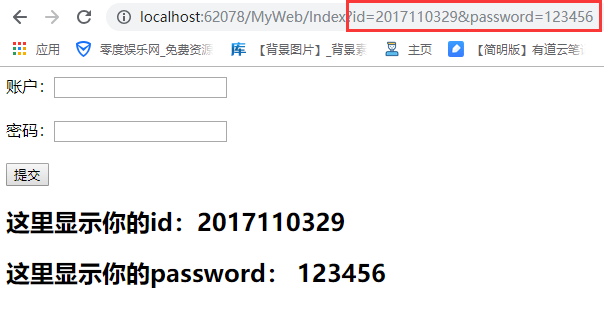 localhost:62078/MyWeb/Index?id=2017110329&password=123456
应用 零度娱乐网_免费资源 库 【背景图片】_背景素 主页 【简明版】有道云笔
账户：
密码：
提交
这里显示你的id：2017110329
这里显示你的password： 123456